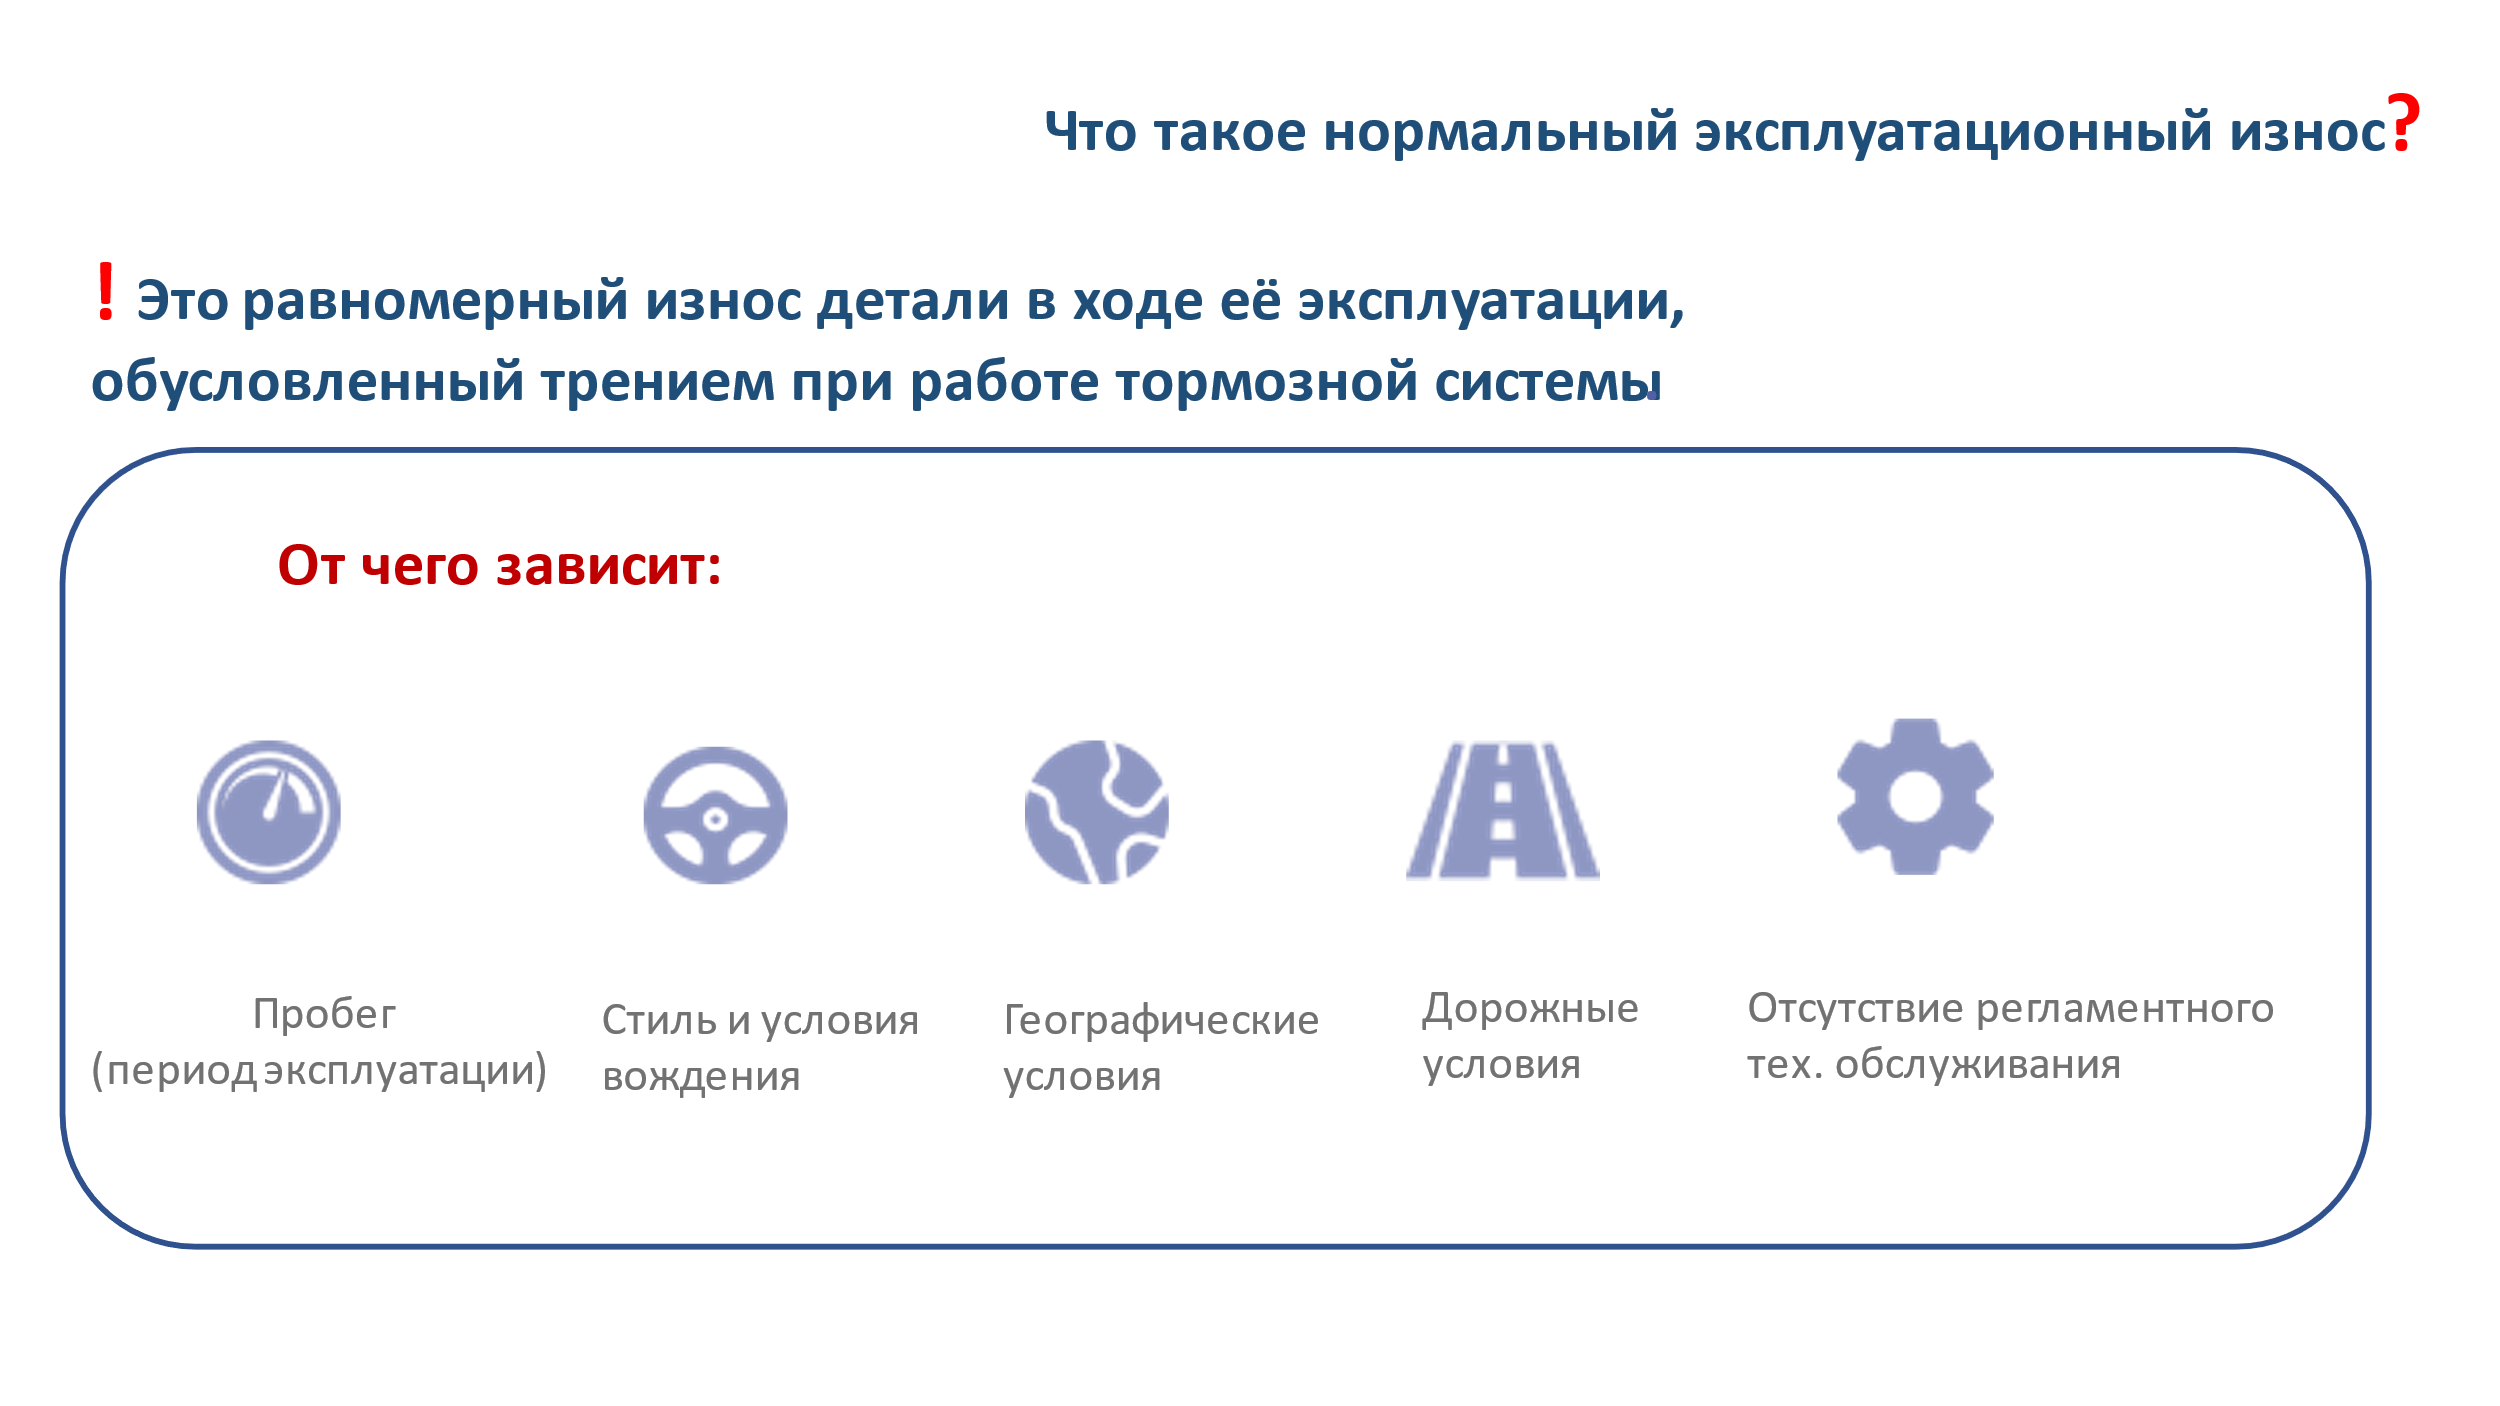 Что такое нормальный эксплуатационный износ?
! Это равномерный износ детали в ходе её эксплуатации,
обусловленный трением при работе тормозной системы.
От чего зависит:
Пробег
(период эксплуатации)
Стиль и условия
вождения
Географические
условия
Дорожные
условия
Отсутствие регламентного
тех. обслуживания